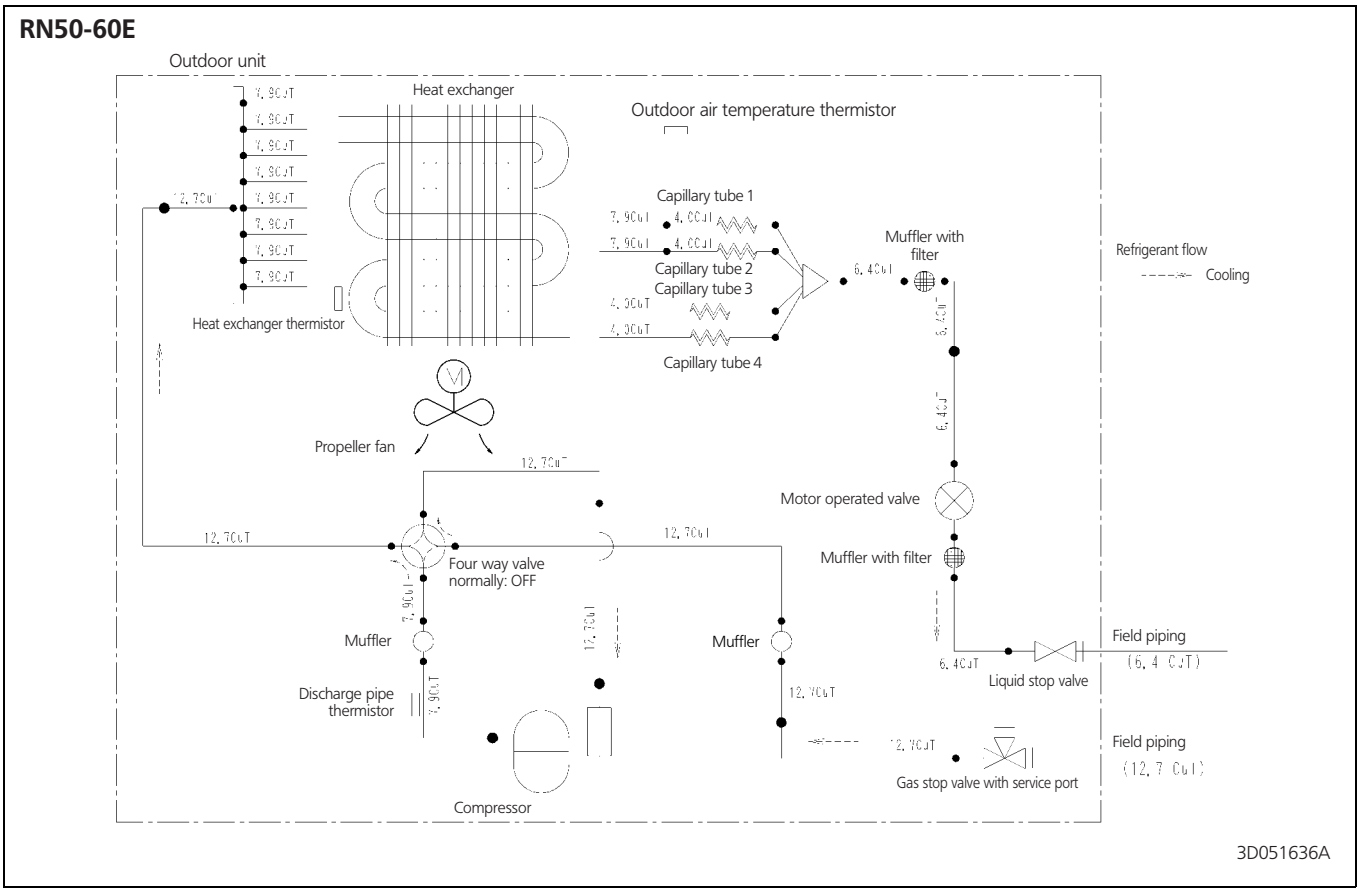 RN50-60E
Outdoor unit
Heat exchanger
Outdoor air temperature thermistor
7,9CuT
7,9CuT
7,9CuT
7,9CuT
7,9CuT
7,9CuT
7,9CuT
7,9CuT
12,7CuT
Heat exchanger thermistor
Capillary tube 1
7,9CuT
4,0CuT
7,9CuT
4,0CuT
Capillary tube 2
Capillary tube 3
4,0CuT
4,0CuT
Capillary tube 4
6,4CuT
Muffler with
filter
6,4CuT
6,4CuT
Refrigerant flow
Cooling
M
Propeller fan
12,7CuT
12,7CuT
12,7CuT
Four way valve
normally: OFF
7,9CuT
Muffler
Discharge pipe
thermistor
7,9CuT
12,7CuT
Compressor
Muffler
12,7CuT
Motor operated valve
Muffler with filter
6,4CuT
Liquid stop valve
Field piping
(6,4 CuT)
12,7CuT
Gas stop valve with service port
Field piping
(12,7 CuT)
3D051636A